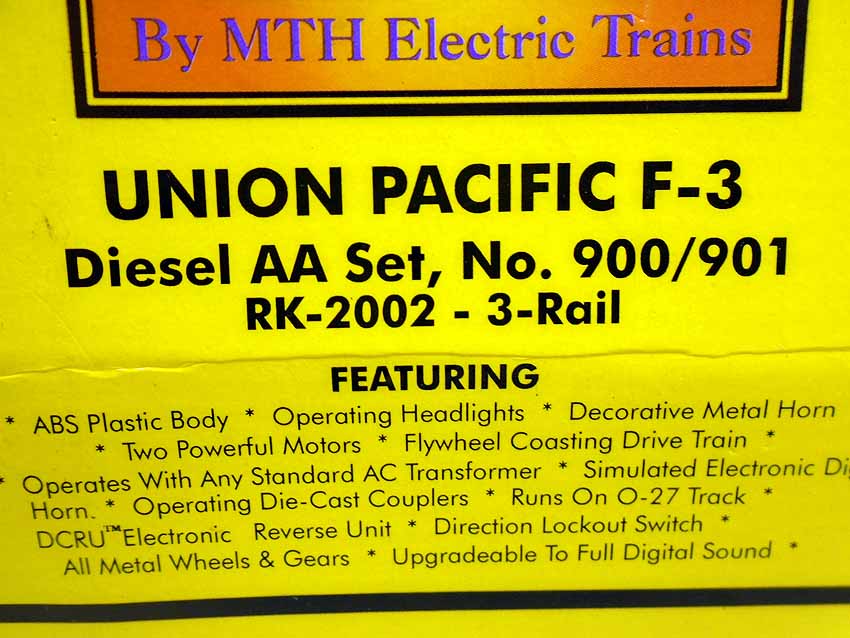 By MTH Electric Trains
UNION PACIFIC F-3
Diesel AA Set, No. 900/901
RK-2002 - 3-Rail
FEATURING
* ABS Plastic Body * Operating Headlights * Decorative Metal Horn
* Two Powerful Motors * Flywheel Coasting Drive Train *
* Operates With Any Standard AC Transformer * Simulated Electronic
Horn. * Operating Die-Cast Couplers * Runs On O-27 Track *
DCRU™ Electronic Reverse Unit * Direction Lockout Switch *
All Metal Wheels & Gears * Upgradeable To Full Digital Sound *